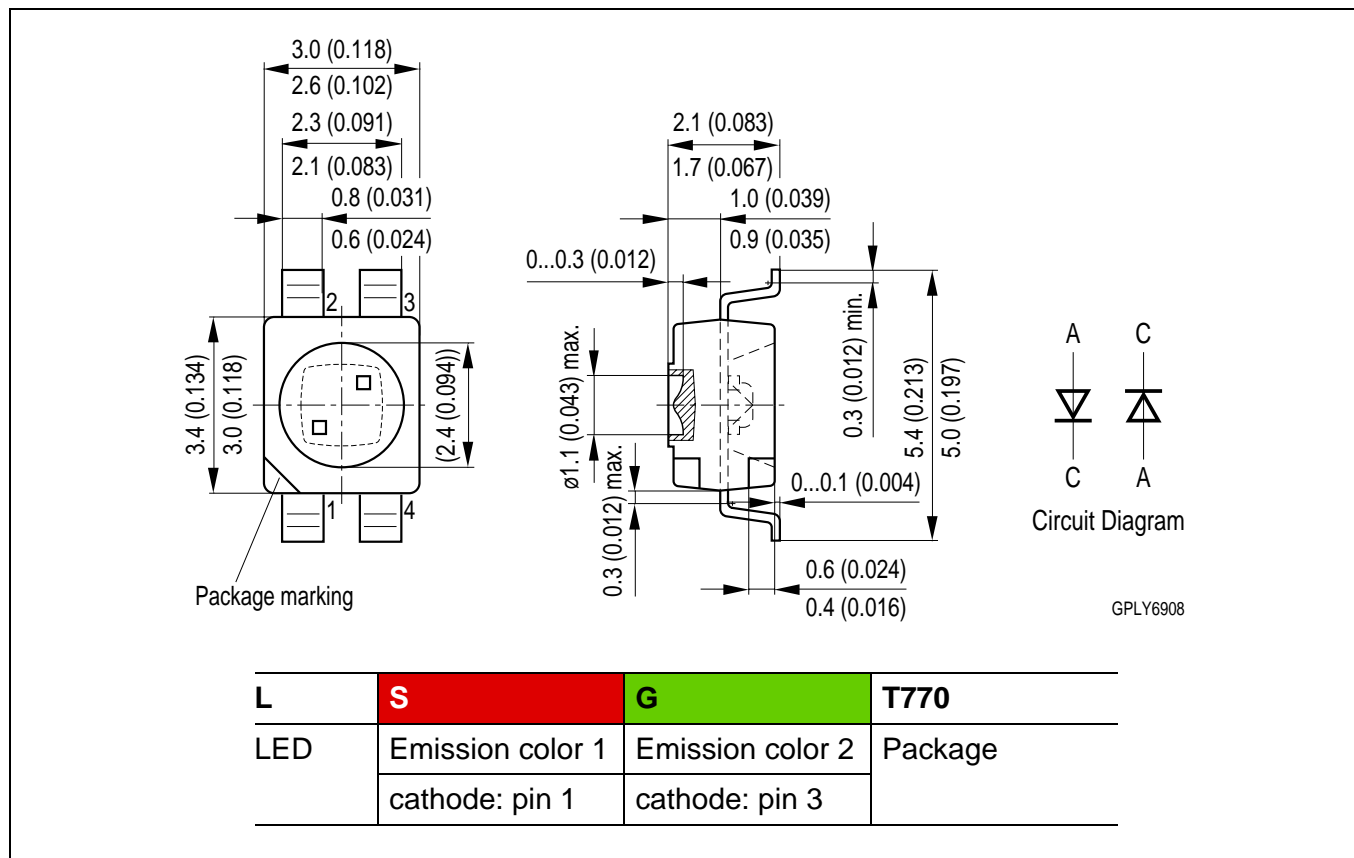 3.0 (0.118)
2.6 (0.102)
2.3 (0.091)
2.1 (0.083)
0.8 (0.031)
0.6 (0.024)
2
3
3.4 (0.134)
3.0 (0.118)
(2.4 (0.094))
1
4
Package marking
2.1 (0.083)
1.7 (0.067)
1.0 (0.039)
0.9 (0.035)
0...0.3 (0.012)
ø1.1 (0.043) max.
0.3 (0.012) max.
0.3 (0.012) min.
5.4 (0.213)
5.0 (0.197)
0...0.1 (0.004)
0.6 (0.024)
0.4 (0.016)
A C
C A
Circuit Diagram
GPLY6908
L S G T770
LED Emission color 1 Emission color 2 Package
cathode: pin 1 cathode: pin 3